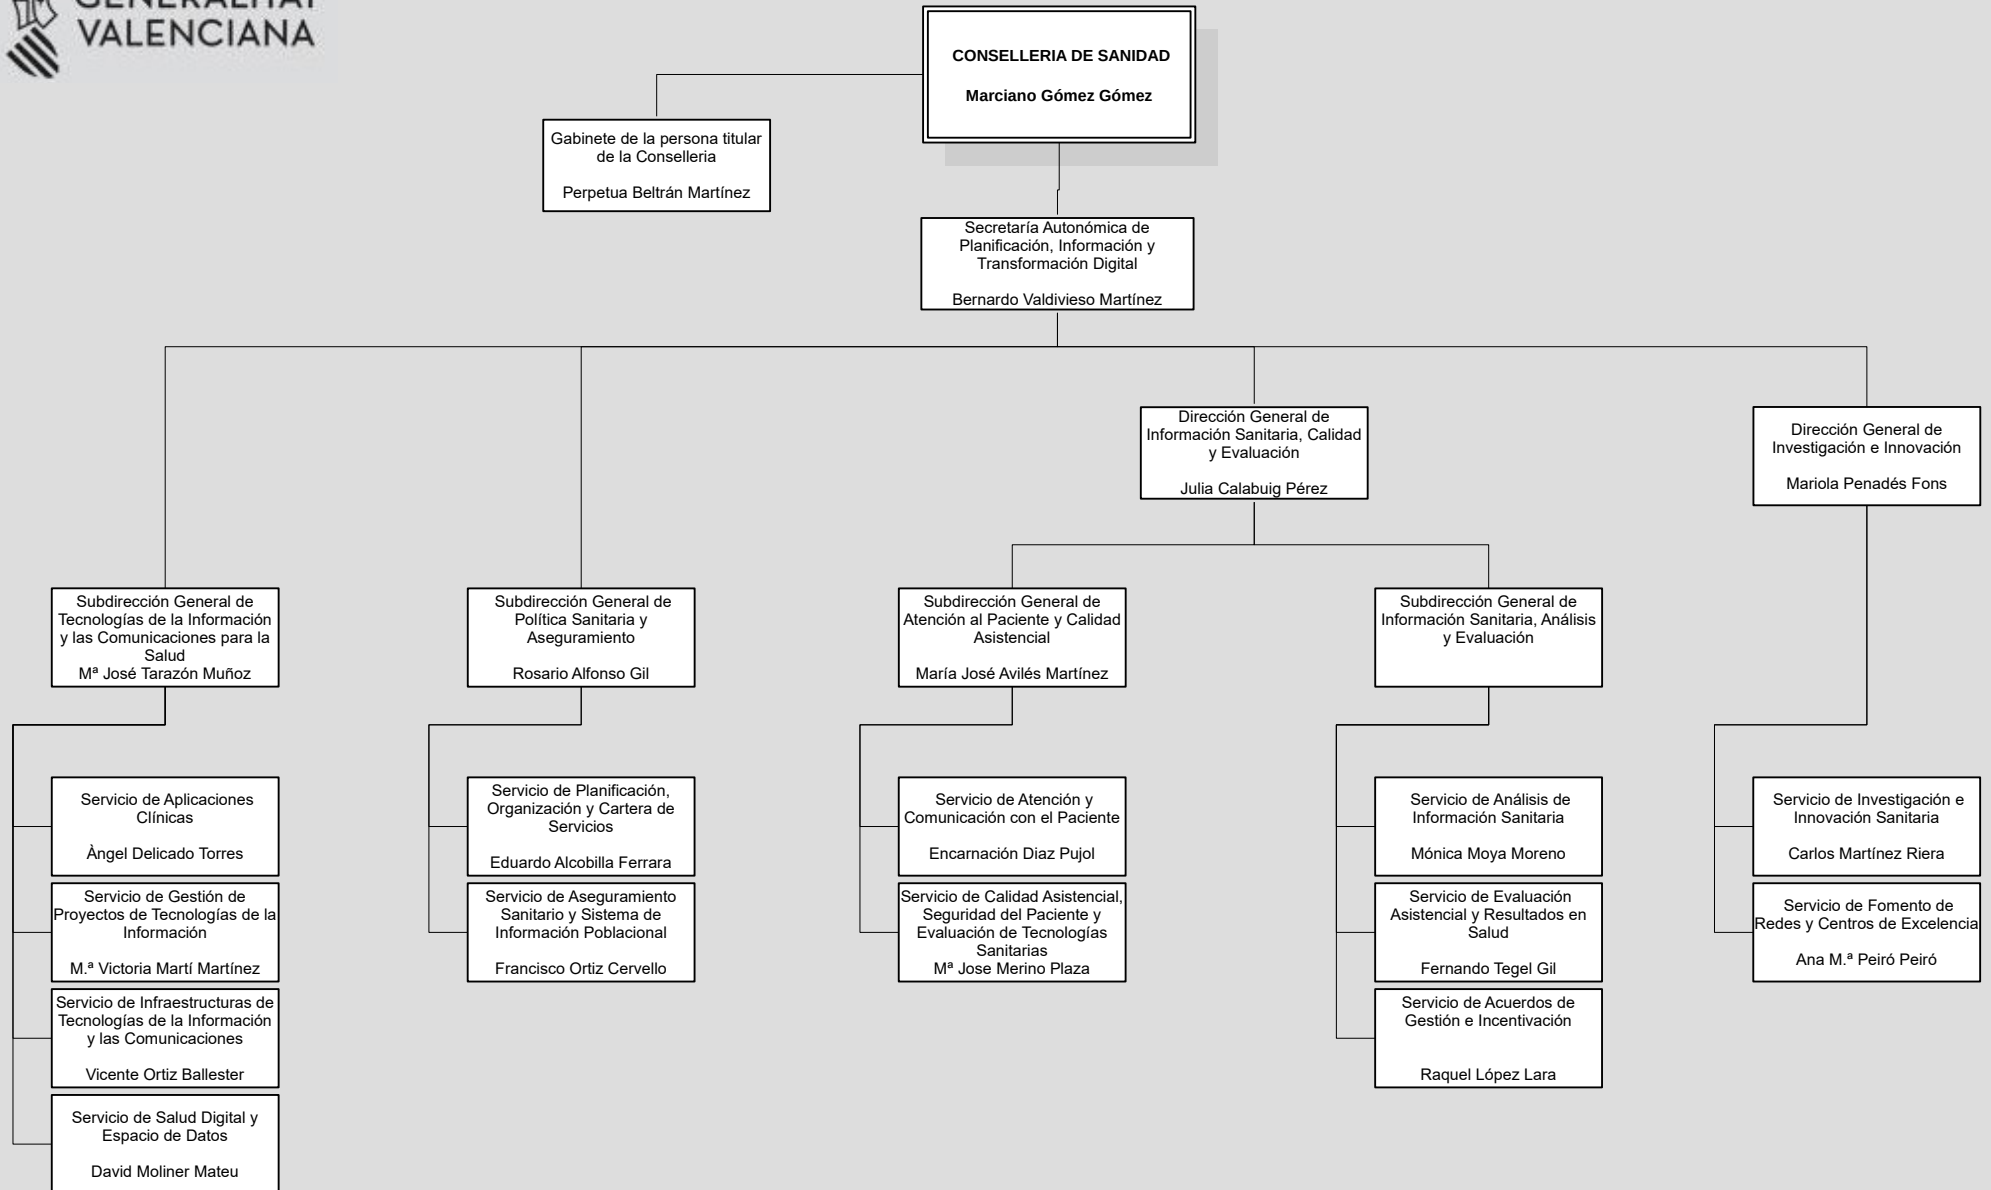 GENERALITAT
VALENCIANA
CONSELLERIA DE SANIDAD
Marciano Gómez Gómez
Gabinete de la persona titular
de la Conselleria
Perpetua Beltrán Martínez
Secretaría Autonómica de
Planificación, Información y
Transformación Digital
Bernardo Valdivieso Martínez
Dirección General de
Información Sanitaria, Calidad
y Evaluación
Julia Calabuig Pérez
Dirección General de
Investigación e Innovación
Mariola Penadés Fons
Subdirección General de
Tecnologías de la Información
y las Comunicaciones para la
Salud
Mª José Tarazón Muñoz
Subdirección General de
Política Sanitaria y
Aseguramiento
Rosario Alfonso Gil
Subdirección General de
Atención al Paciente y Calidad
Asistencial
María José Avilés Martínez
Subdirección General de
Información Sanitaria, Análisis
y Evaluación
Servicio de Aplicaciones
Clínicas
Àngel Delicado Torres
Servicio de Gestión de
Proyectos de Tecnologías de la
Información
M.ª Victoria Martí Martínez
Servicio de Infraestructuras de
Tecnologías de la Información
y las Comunicaciones
Vicente Ortiz Ballester
Servicio de Salud Digital y
Espacio de Datos
David Moliner Mateu
Servicio de Planificación,
Organización y Cartera de
Servicios
Eduardo Alcobilla Ferrara
Servicio de Aseguramiento
Sanitario y Sistema de
Información Poblacional
Francisco Ortiz Cervello
Servicio de Atención y
Comunicación con el Paciente
Encarnación Diaz Pujol
Servicio de Calidad Asistencial,
Seguridad del Paciente y
Evaluación de Tecnologías
Sanitarias
Mª Jose Merino Plaza
Servicio de Análisis de
Información Sanitaria
Mónica Moya Moreno
Servicio de Evaluación
Asistencial y Resultados en
Salud
Fernando Tegel Gil
Servicio de Acuerdos de
Gestión e Incentivación
Raquel López Lara
Servicio de Investigación e
Innovación Sanitaria
Carlos Martínez Riera
Servicio de Fomento de
Redes y Centros de Excelencia
Ana M.ª Peiró Peiró